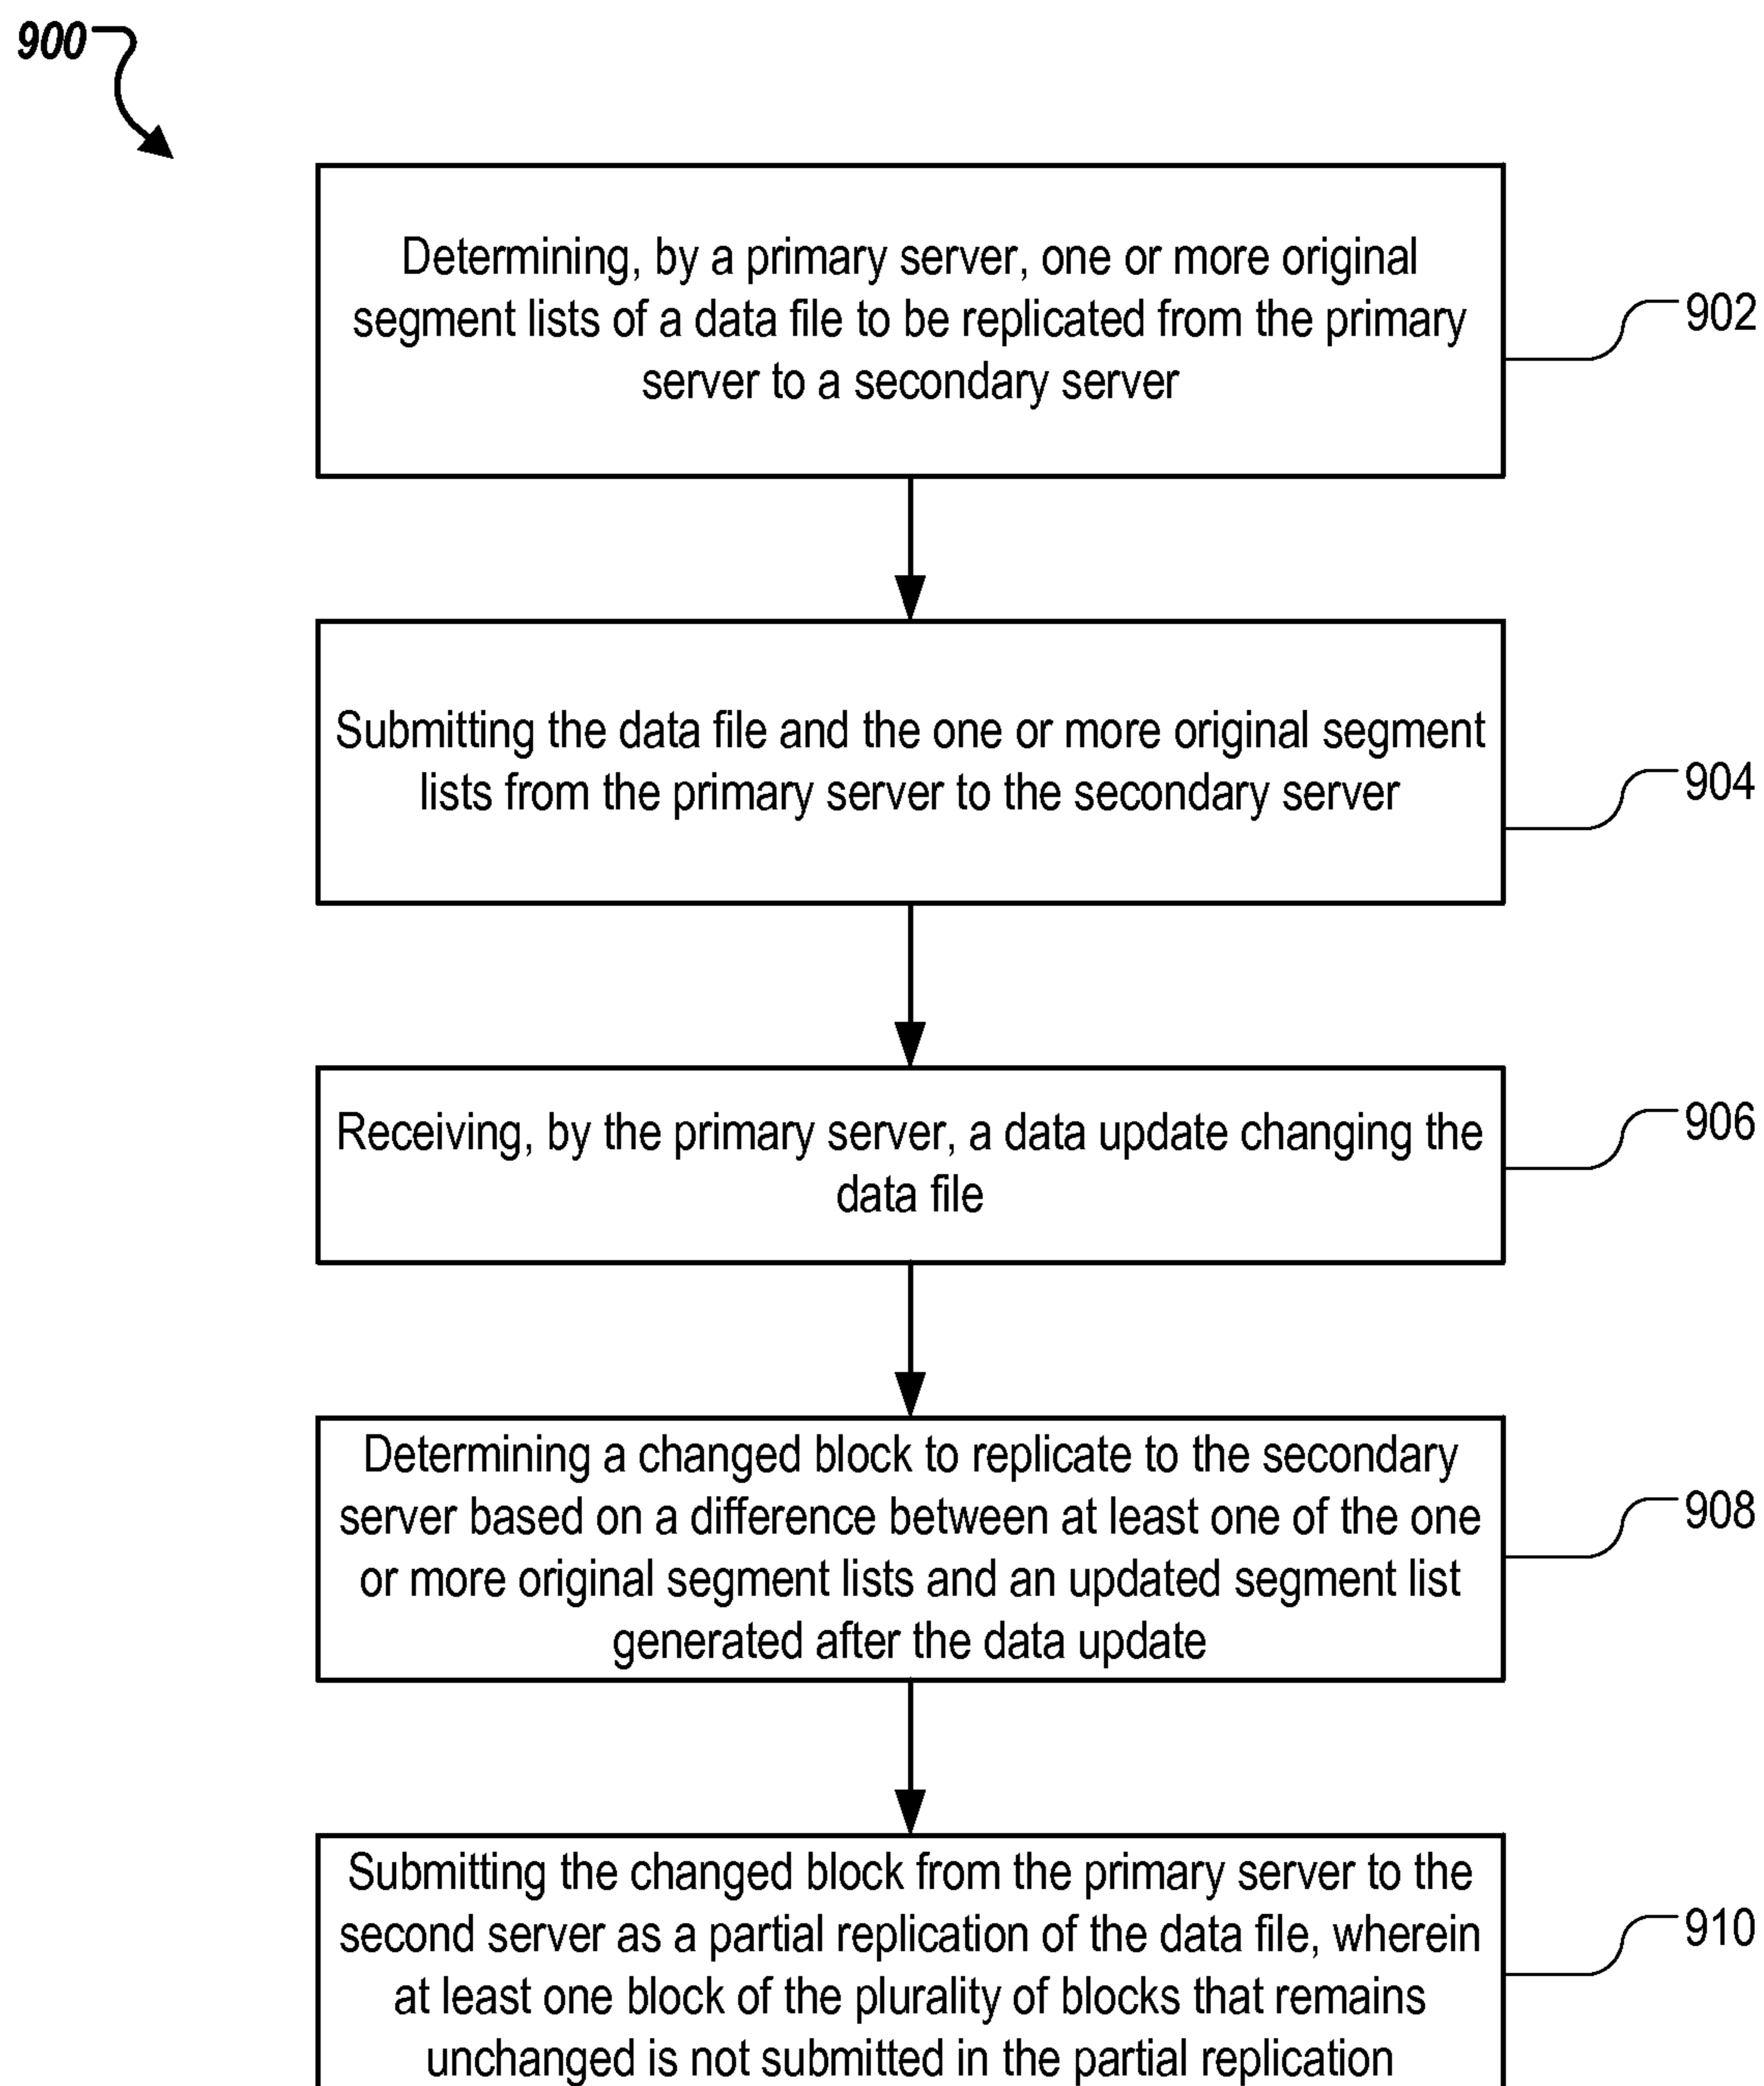 900
Determining, by a primary server, one or more original
segment lists of a data file to be replicated from the primary
server to a secondary server
902
Submitting the data file and the one or more original segment
lists from the primary server to the secondary server
904
Receiving, by the primary server, a data update changing the
data file
906
Determining a changed block to replicate to the secondary
server based on a difference between at least one of the one
or more original segment lists and an updated segment list
generated after the data update
908
Submitting the changed block from the primary server to the
second server as a partial replication of the data file, wherein
at least one block of the plurality of blocks that remains
unchanged is not submitted in the partial replication
910